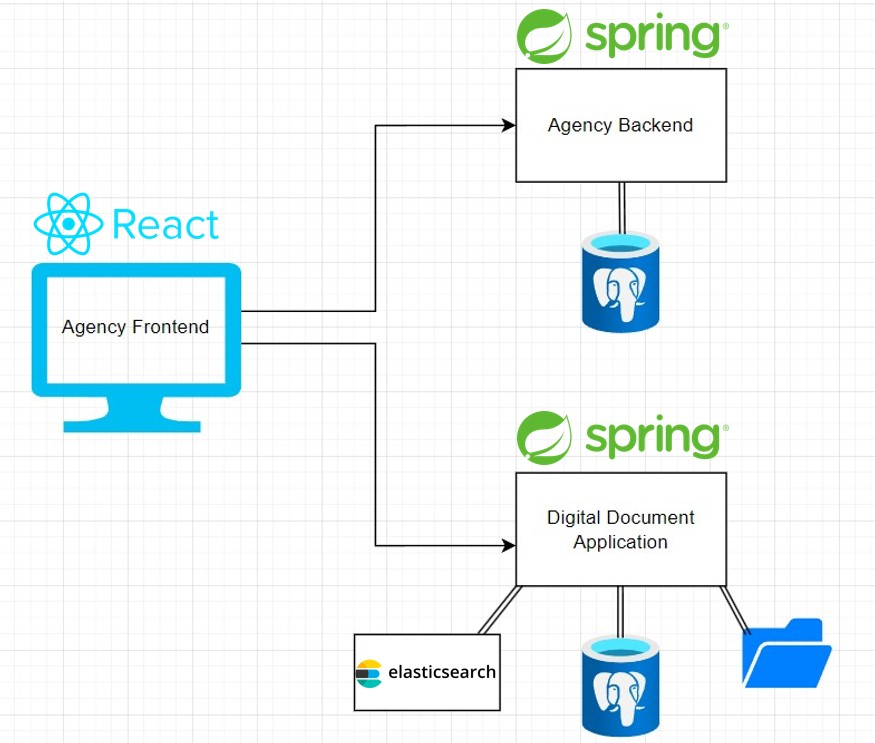 spring®
Agency Backend
React
Agency Frontend
spring®
Digital Document
Application
elasticsearch